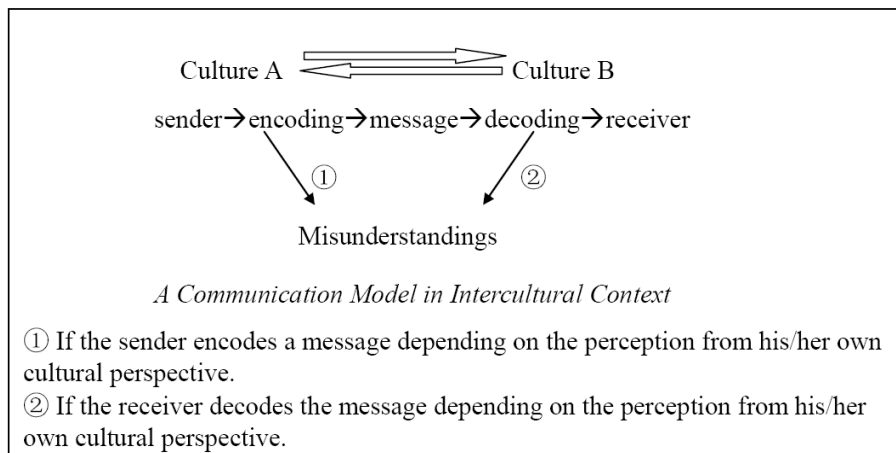 Culture A Culture B
sender→encoding→message→decoding→receiver
① ②
Misunderstandings
A Communication Model in Intercultural Context
① If the sender encodes a message depending on the perception from his/her own
cultural perspective.
② If the receiver decodes the message depending on the perception from his/her
own cultural perspective.